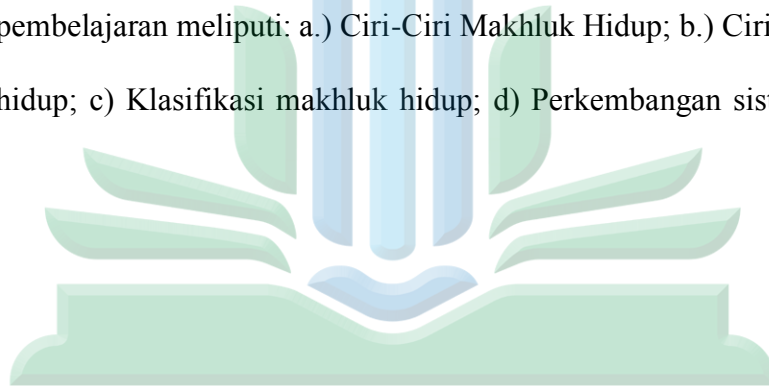 pembelajaran meliputi: a.) Ciri-Ciri Makhluk Hidup; b.) Ciri
hidup; c) Klasifikasi makhluk hidup; d) Perkembangan sist